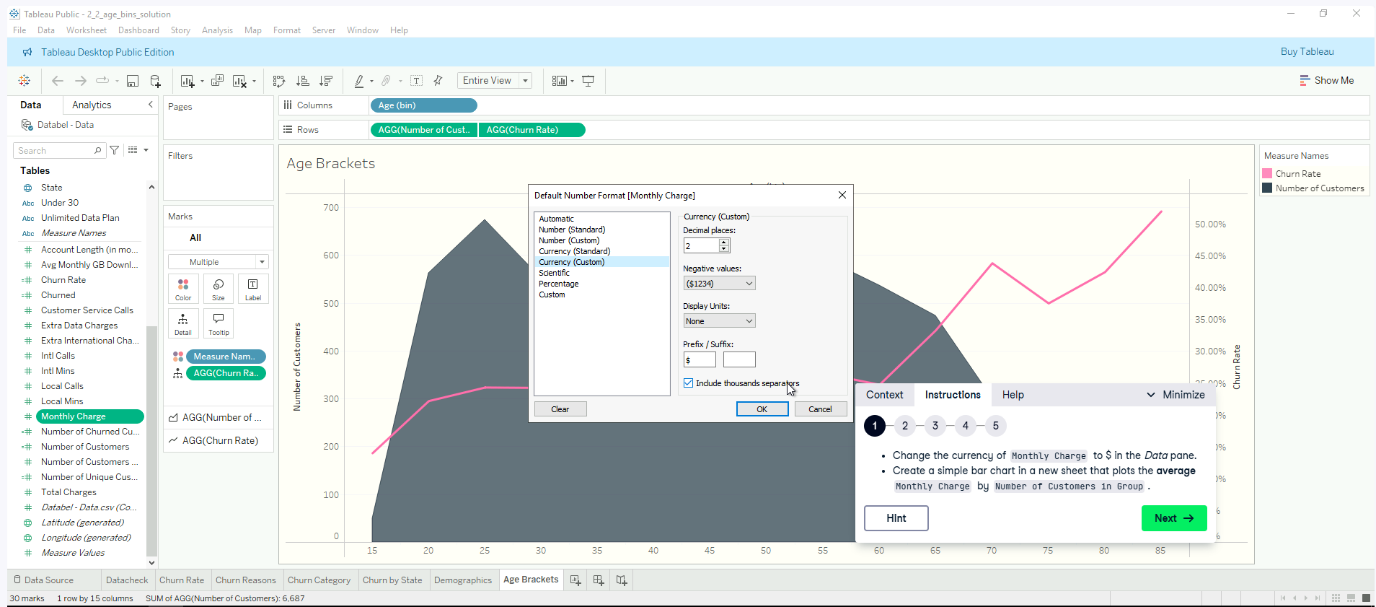 Tableau Public - 2_2_age_bins_solution
File Data Worksheet Dashboard Story Analysis Map Format Server Window Help
Tableau Desktop Public Edition
Buy Tableau
Entire View
Show Me
Data Analytics
Databel - Data
Search
Tables
State
Abc Under 30
Abc Unlimited Data Plan
Abc Measure Names
Account Length (in mo...
Avg Monthly GB Downl...
Churn Rate
Churned
Customer Service Calls
Extra Data Charges
Extra International Cha...
Intl Calls
Intl Mins
Local Calls
Local Mins
Monthly Charge
Number of Churned Cu...
Number of Customers
Number of Customers ...
Number of Unique Cus...
Total Charges
Databel - Data.csv (Co...
Latitude (generated)
Longitude (generated)
Measure Values
Pages
Filters
Marks
All
Multiple
Color Size Label
Detail Tooltip
Measure Nam..
AGG(Churn Ra..
AGG(Number of ...
AGG(Churn Rate)
Columns Age (bin)
Rows AGG(Number of Cust.. AGG(Churn Rate)
Age Brackets
Number of Customers
700
600
500
400
300
200
100
0
15 20 25 30 35 40 45 50 55 60 65 70 75 80 85
50.00%
45.00%
40.00%
35.00%
30.00%
25.00%
Churn Rate
Measure Names
Churn Rate
Number of Customers
Default Number Format [Monthly Charge]
Automatic
Number (Standard)
Number (Custom)
Currency (Standard)
Currency (Custom)
Scientific
Percentage
Custom
Currency (Custom)
Decimal places:
2
Negative values:
($1234)
Display Units:
None
Prefix / Suffix:
$
Include thousands separators
Clear OK Cancel
Context Instructions Help Minimize
1 2 3 4 5
Change the currency of Monthly Charge to $ in the Data pane.
Create a simple bar chart in a new sheet that plots the average
Monthly Charge by Number of Customers in Group .
HInt
Next
Data Source Datacheck Churn Rate Churn Reasons Churn Category Churn by State Demographics Age Brackets
30 marks 1 row by 15 columns SUM of AGG(Number of Customers): 6,687